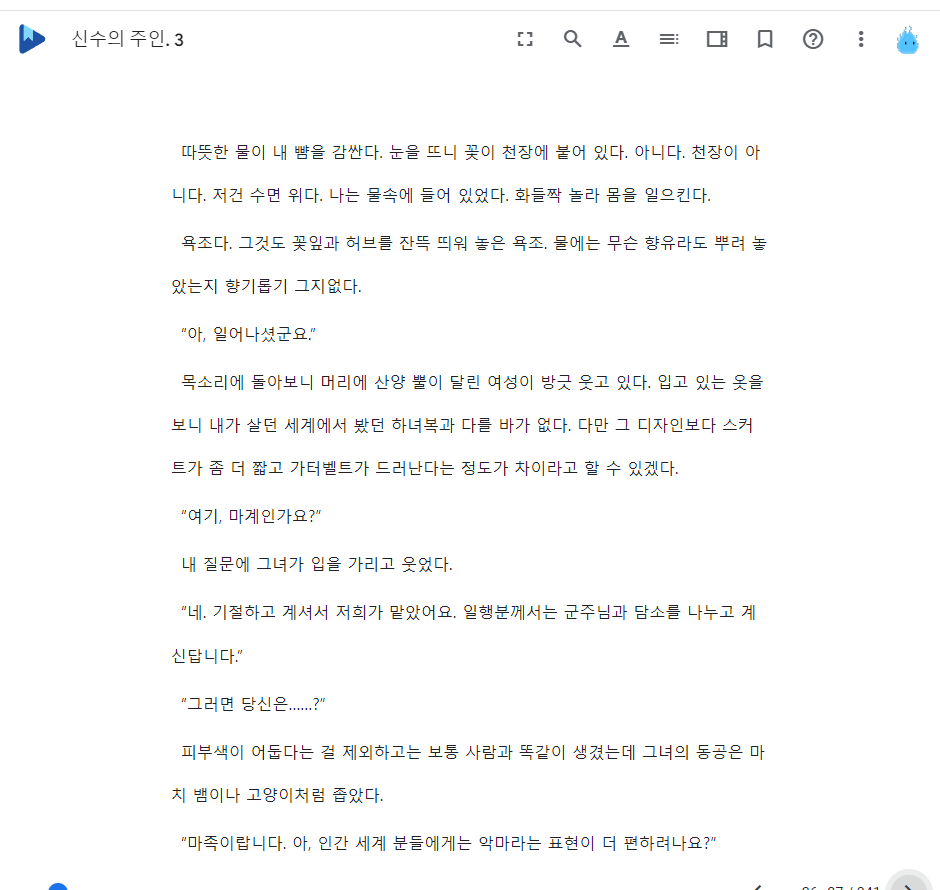 신수의 주인. 3
따뜻한 물이 내 뺨을 감싼다. 눈을 뜨니 꽃이 천장에 붙어 있다. 아니다. 천장이 아
니다. 저건 수면 위다. 나는 물속에 들어 있었다. 화들짝 놀라 몸을 일으킨다.
욕조다. 그것도 꽃잎과 허브를 잔뜩 띄워 놓은 욕조. 물에는 무슨 향유라도 뿌려 놓
았는지 향기롭기 그지없다.
“아, 일어나셨군요.”
목소리에 돌아보니 머리에 산양 뿔이 달린 여성이 방긋 웃고 있다. 입고 있는 옷을
보니 내가 살던 세계에서 봤던 하녀복과 다를 바가 없다. 다만 그 디자인보다 스커
트가 좀 더 짧고 가터벨트가 드러난다는 정도가 차이라고 할 수 있겠다.
“여기, 마계인가요?”
내 질문에 그녀가 입을 가리고 웃었다.
“네. 기절하고 계셔서 저희가 맡았어요. 일행분께서는 군주님과 담소를 나누고 계
신답니다.”
“그러면 당신은……?”
피부색이 어둡다는 걸 제외하고는 보통 사람과 똑같이 생겼는데 그녀의 동공은 마
치 뱀이나 고양이처럼 좁았다.
“마족이랍니다. 아, 인간 세계 분들에게는 악마라는 표현이 더 편하려나요?”